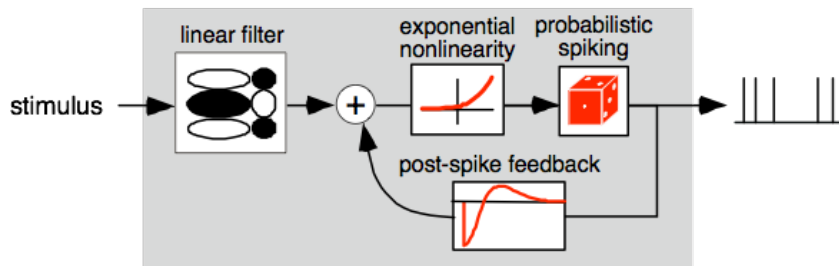 linear filter
exponential
nonlinearity
probabilistic
spiking
stimulus
+
post-spike feedback